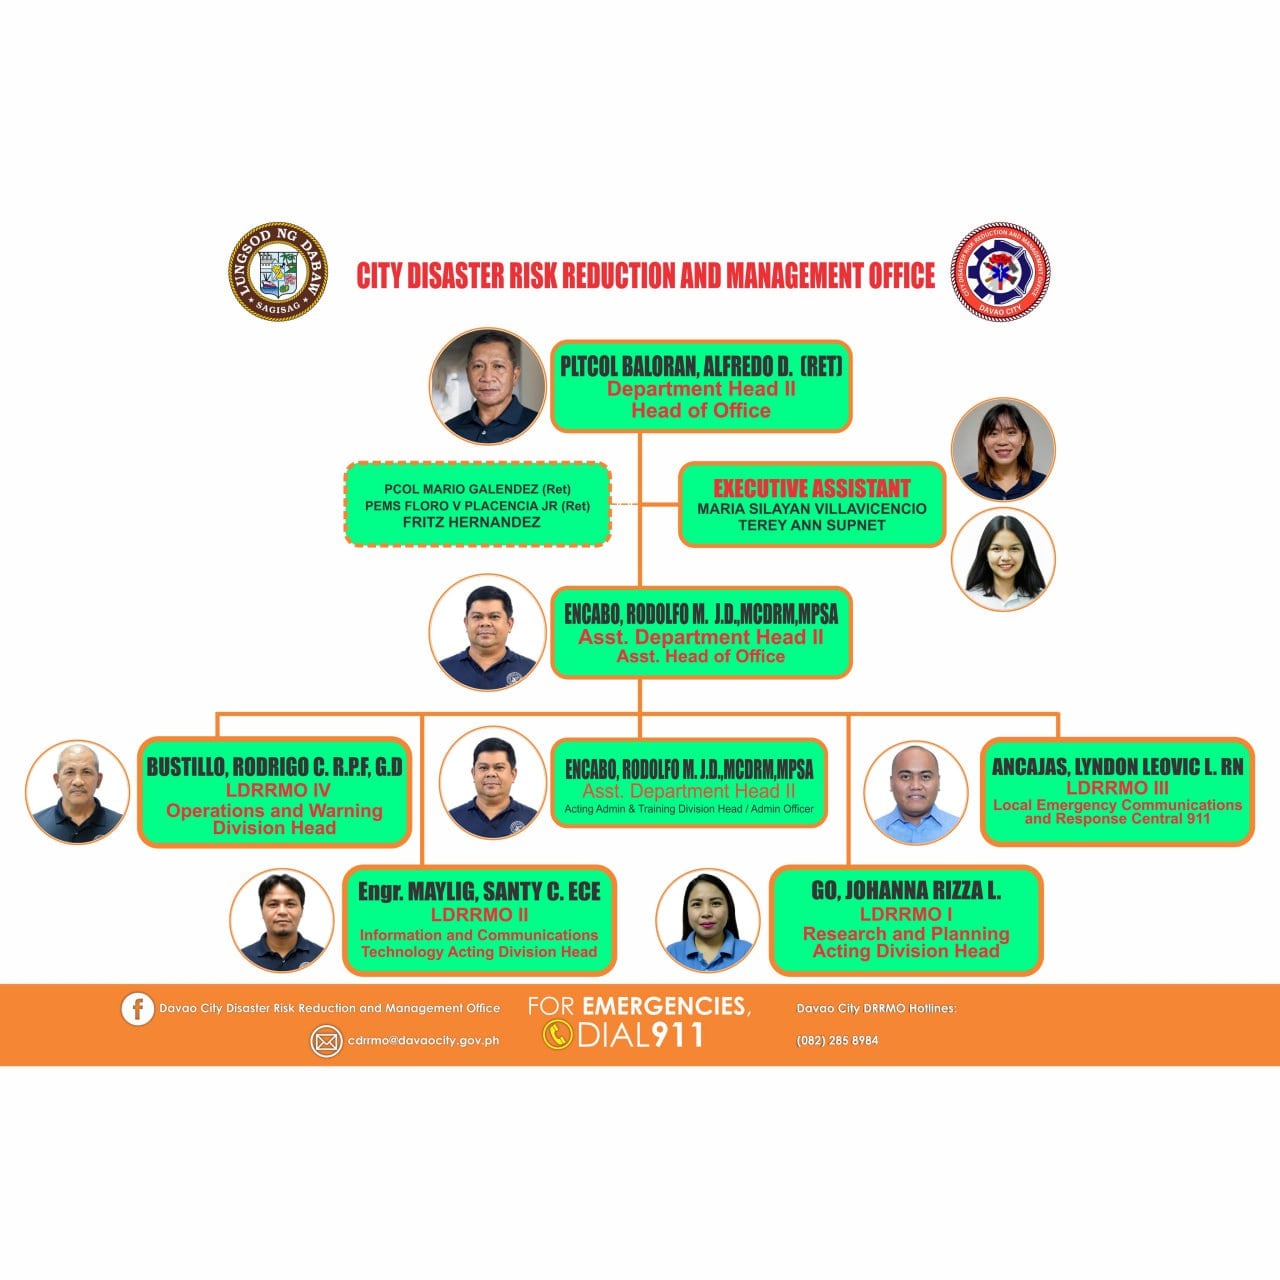 LUNGSOD NG DABAW
SAGISAG
CITY DISASTER RISK REDUCTION AND MANAGEMENT OFFICE
CITY DISASTER RISK REDUCTION AND MANAGEMENT OFFICE
DAVAO CITY
PLTCOL BALORAN, ALFREDO D. (RET)
Department Head II
Head of Office
PCOL MARIO GALENDEZ (Ret)
PEMS FLORO V PLACENCIA JR (Ret)
FRITZ HERNANDEZ
EXECUTIVE ASSISTANT
MARIA SILAYAN VILLAVICENCIO
TEREY ANN SUPNET
ENCABO, RODOLFO M. J.D.,MCDRM,MPSA
Asst. Department Head II
Asst. Head of Office
BUSTILLO, RODRIGO C. R.P.F, G.D
LDRRMO IV
Operations and Warning
Division Head
ENCABO, RODOLFO M. J.D.,MCDRM,MPSA
Asst. Department Head II
Acting Admin & Training Division Head / Admin Officer
ANCAJAS, LYNDON LEOVIC L. RN
LDRRMO III
Local Emergency Communications
and Response Central 911
Engr. MAYLIG, SANTY C. ECE
LDRRMO II
Information and Communications
Technology Acting Division Head
GO, JOHANNA RIZZA L.
LDRRMO I
Research and Planning
Acting Division Head
Davao City Disaster Risk Reduction and Management Office
cdrrmo@davaocity.gov.ph
FOR EMERGENCIES,
DIAL911
Davao City DRRMO Hotlines:
(082) 285 8984